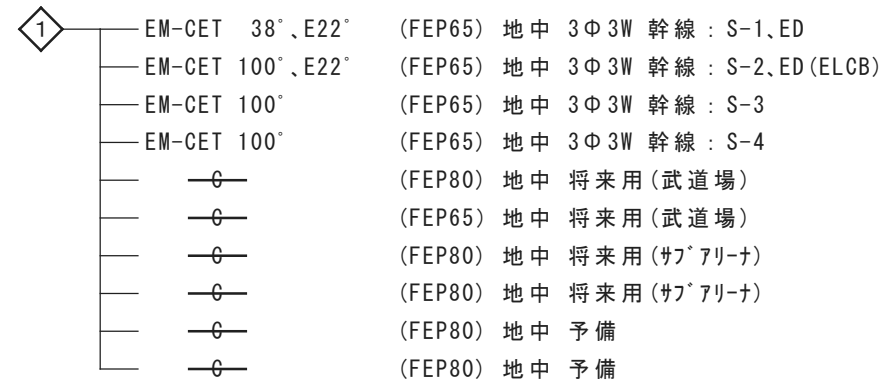 1 EM-CET 38゜、E22゜ (FEP65) 地中 3Φ3W 幹線：S-1、ED
EM-CET 100゜、E22゜ (FEP65) 地中 3Φ3W 幹線：S-2、ED(ELCB)
EM-CET 100゜ (FEP65) 地中 3Φ3W 幹線：S-3
EM-CET 100゜ (FEP65) 地中 3Φ3W 幹線：S-4
C (FEP80) 地中 将来用(武道場)
C (FEP65) 地中 将来用(武道場)
C (FEP80) 地中 将来用(ｻﾌﾞｱﾘｰﾅ)
C (FEP80) 地中 将来用(ｻﾌﾞｱﾘｰﾅ)
C (FEP80) 地中 予備
C (FEP80) 地中 予備